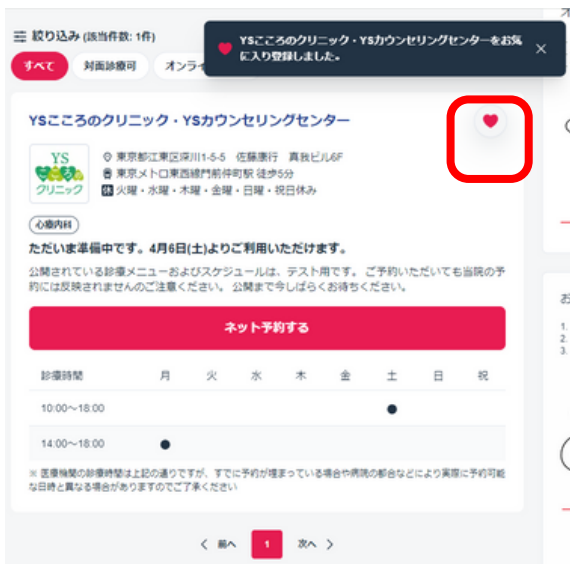 絞り込み (該当件数: 1件)
YSこころのクリニック・YSカウンセリングセンターをお気
に入り登録しました。
すべて 対面診療可 オンライ
YSこころのクリニック・YSカウンセリングセンター
YS
こころの
クリニック
東京都江東区深川1-5-5 佐藤康行 真我ビル6F
東京メトロ東西線門前仲町駅 徒歩5分
休 火曜・水曜・木曜・金曜・日曜・祝日休み
心療内科
ただいま準備中です。4月6日(土)よりご利用いただけます。
公開されている診療メニューおよびスケジュールは、テスト用です。 ご予約いただいても当院の予
約には反映されませんのご注意ください。 公開まで今しばらくお待ちください。
ネット予約する
診療時間 月 火 水 木 金 土 日 祝
10:00～18:00 ●
14:00～18:00 ●
※ 医療機関の診療時間は上記の通りですが、すでに予約が埋まっている場合や病院の都合などにより実際に予約可能
な日時と異なる場合がありますのでご了承ください
前へ 1 次へ
お
1.
2.
3.